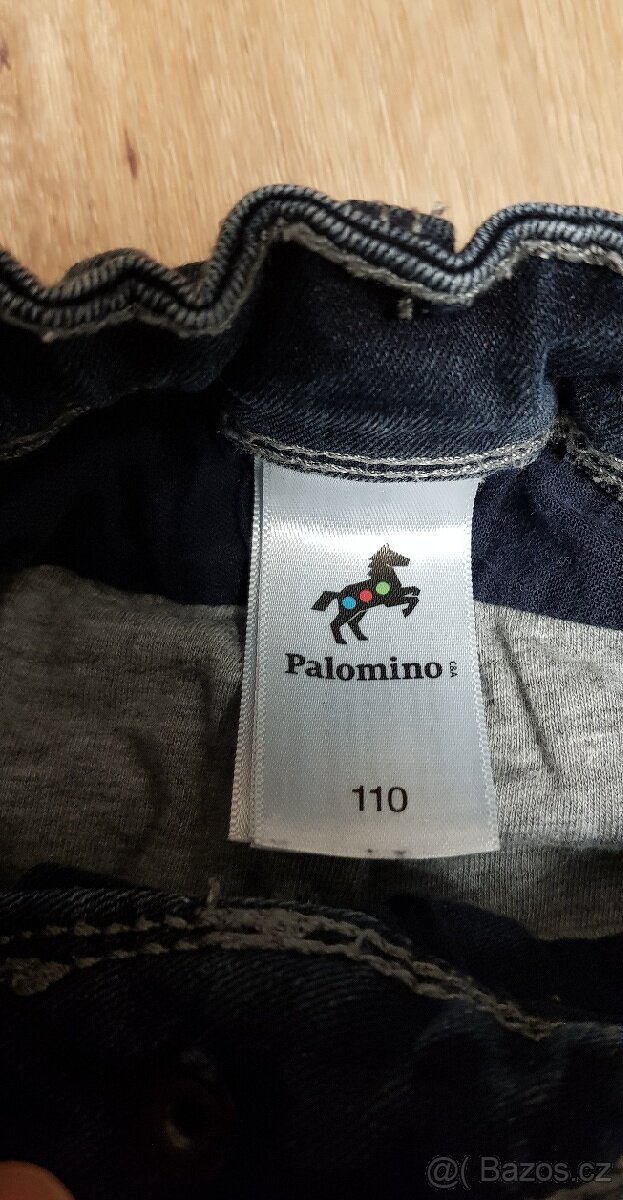 Palomino
C&A
110
@( Bazos.cz